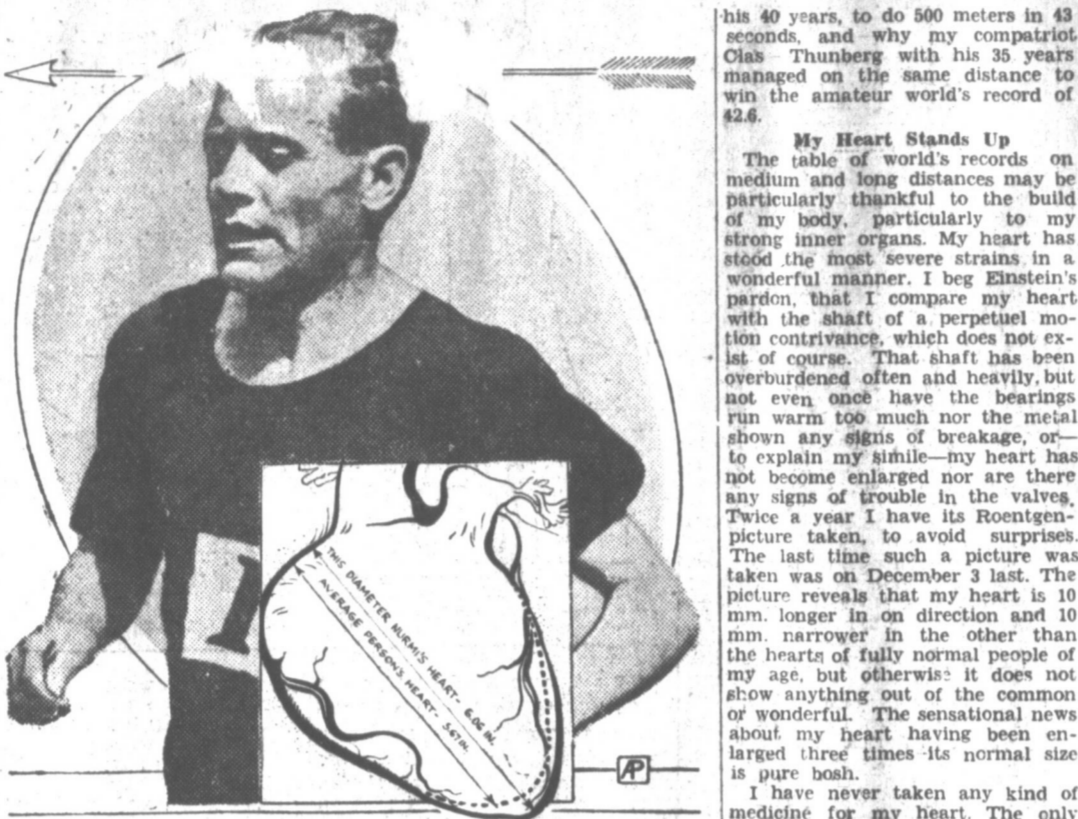 THIS DIAMETER NURMI'S HEART- 6.06 IN.
AVERAGE PERSON'S HEART- 5.67 IN.
1
AP
his 40 years, to do 500 meters in 43
seconds, and why my compatriot
Clas Thunberg with his 35 years
managed on the same distance to
win the amateur world's record of
42.6.
My Heart Stands Up
The table of world's records on
medium and long distances may be
particularly thankful to the build
of my body, particularly to my
strong inner organs. My heart has
stood the most severe strains in a
wonderful manner. I beg Einstein's
pardon, that I compare my heart
with the shaft of a perpetuel mo-
tion contrivance, which does not ex-
ist of course. That shaft has been
overburdened often and heavily, but
not even once have the bearings
run warm too much nor the metal
shown any signs of breakage, or—
to explain my simile—my heart has
not become enlarged nor are there
any signs of trouble in the valves.
Twice a year I have its Roentgen-
picture taken, to avoid surprises.
The last time such a picture was
taken was on December 3 last. The
picture reveals that my heart is 10
mm. longer in on direction and 10
mm. narrower in the other than
the hearts of fully normal people of
my age, but otherwise it does not
show anything out of the common
or wonderful. The sensational news
about my heart having been en-
larged three times its normal size
is pure bosh.
I have never taken any kind of
medicine for my heart. The only